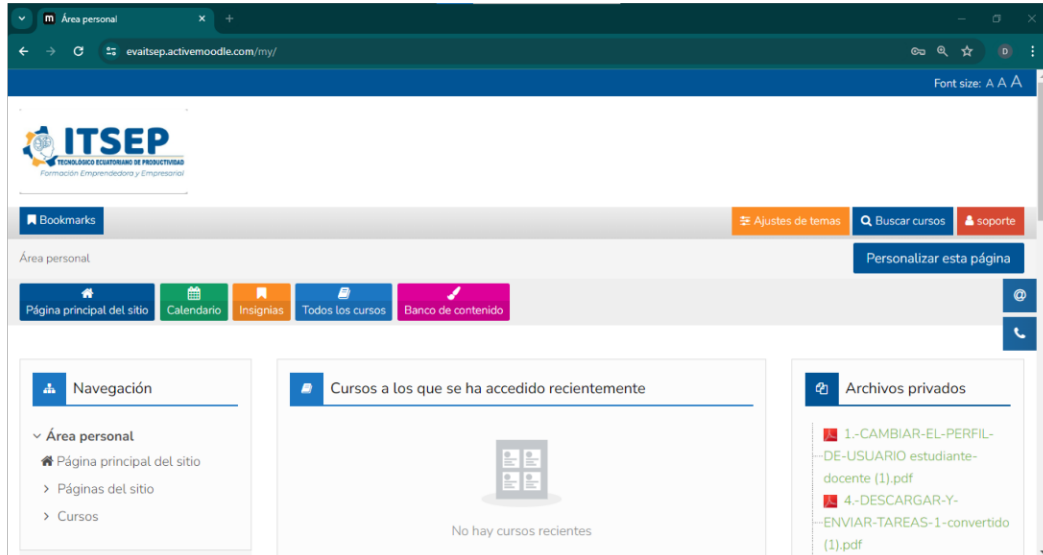 m Área personal
evaitsep.activemoodle.com/my/
D
Font size: A A A
ITSEP
TECNOLÓGICO ECUATORIANO DE PRODUCTIVIDAD
Formación Emprendedora y Empresarial
Bookmarks
Ajustes de temas
Buscar cursos
soporte
Área personal
Personalizar esta página
Página principal del sitio
Calendario
Insignias
Todos los cursos
Banco de contenido
@
Navegación
Área personal
Página principal del sitio
Páginas del sitio
Cursos
Cursos a los que se ha accedido recientemente
No hay cursos recientes
Archivos privados
1.-CAMBIAR-EL-PERFIL-
DE-USUARIO estudiante-
docente (1).pdf
4.-DESCARGAR-Y-
ENVIAR-TAREAS-1-convertido
(1).pdf